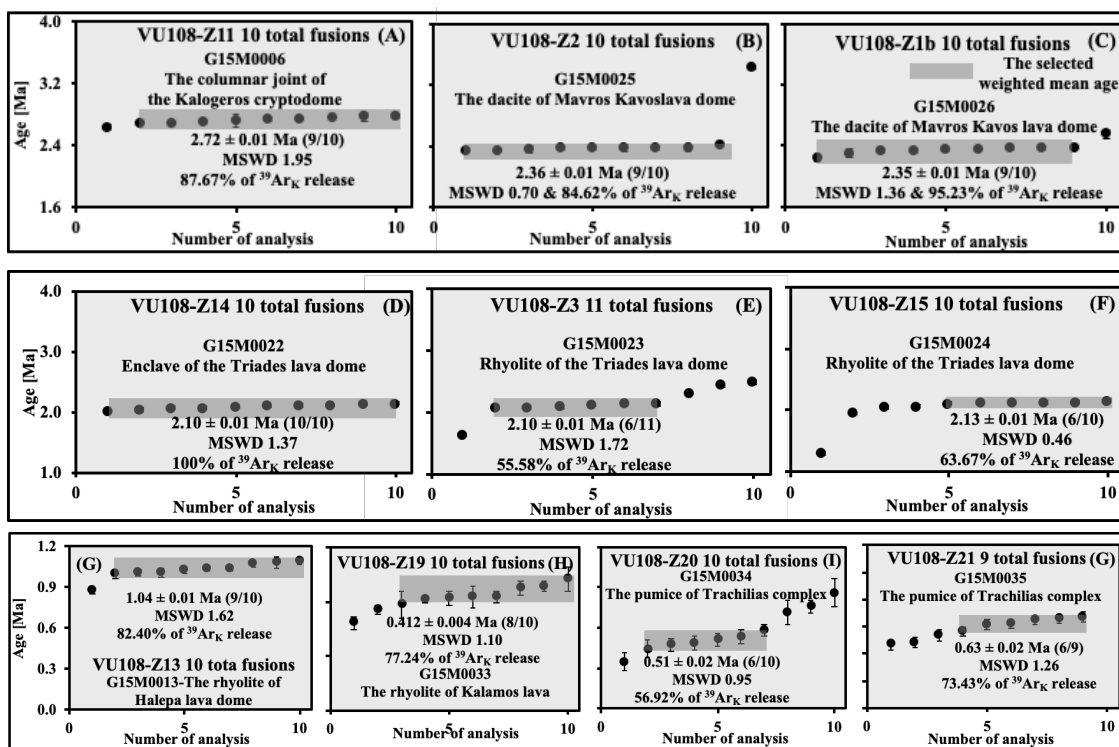 VU108-Z11 10 total fusions (A)
G15M0006
The columnar joint of
the Kalogeros cryptodome
2.72 ± 0.01 Ma (9/10)
MSWD 1.95
87.67% of ³⁹Arₖ release
Age [Ma]
4.0
3.2
2.4
1.6
0
5
10
Number of analysis
VU108-Z2 10 total fusions (B)
G15M0025
The dacite of Mavros Kavoslava dome
2.36 ± 0.01 Ma (9/10)
MSWD 0.70 & 84.62% of ³⁹Arₖ release
0
5
10
Number of analysis
VU108-Z1b 10 total fusions (C)
The selected
weighted mean age
G15M0026
The dacite of Mavros Kavos lava dome
2.35 ± 0.01 Ma (9/10)
MSWD 1.36 & 95.23% of ³⁹Arₖ release
0
5
10
Number of analysis
VU108-Z14 10 total fusions (D)
G15M0022
Enclave of the Triades lava dome
2.10 ± 0.01 Ma (10/10)
MSWD 1.37
100% of ³⁹Arₖ release
Age [Ma]
4.0
3.0
2.0
1.0
0
5
10
Number of analysis
VU108-Z3 11 total fusions (E)
G15M0023
Rhyolite of the Triades lava dome
2.10 ± 0.01 Ma (6/11)
MSWD 1.72
55.58% of ³⁹Arₖ release
0
5
10
Number of analysis
VU108-Z15 10 total fusions (F)
G15M0024
Rhyolite of the Triades lava dome
2.13 ± 0.01 Ma (6/10)
MSWD 0.46
63.67% of ³⁹Arₖ release
0
5
10
Number of analysis
(G)
1.04 ± 0.01 Ma (9/10)
MSWD 1.62
82.40% of ³⁹Arₖ release
VU108-Z13 10 tota fusions
G15M0013-The rhyolite of
Halepa lava dome
Age [Ma]
1.2
0.9
0.6
0.3
0.0
0
5
10
Number of analysis
VU108-Z19 10 total fusions (H)
0.412 ± 0.004 Ma (8/10)
MSWD 1.10
77.24% of ³⁹Arₖ release
G15M0033
The rhyolite of Kalamos lava
0
5
10
Number of analysis
VU108-Z20 10 total fusions (I)
G15M0034
The pumice of Trachilias complex
0.51 ± 0.02 Ma (6/10)
MSWD 0.95
56.92% of ³⁹Arₖ release
0
5
10
Number of analysis
VU108-Z21 9 total fusions (G)
G15M0035
The pumice of Trachilias complex
0.63 ± 0.02 Ma (6/9)
MSWD 1.26
73.43% of ³⁹Arₖ release
0
5
10
Number of analysis